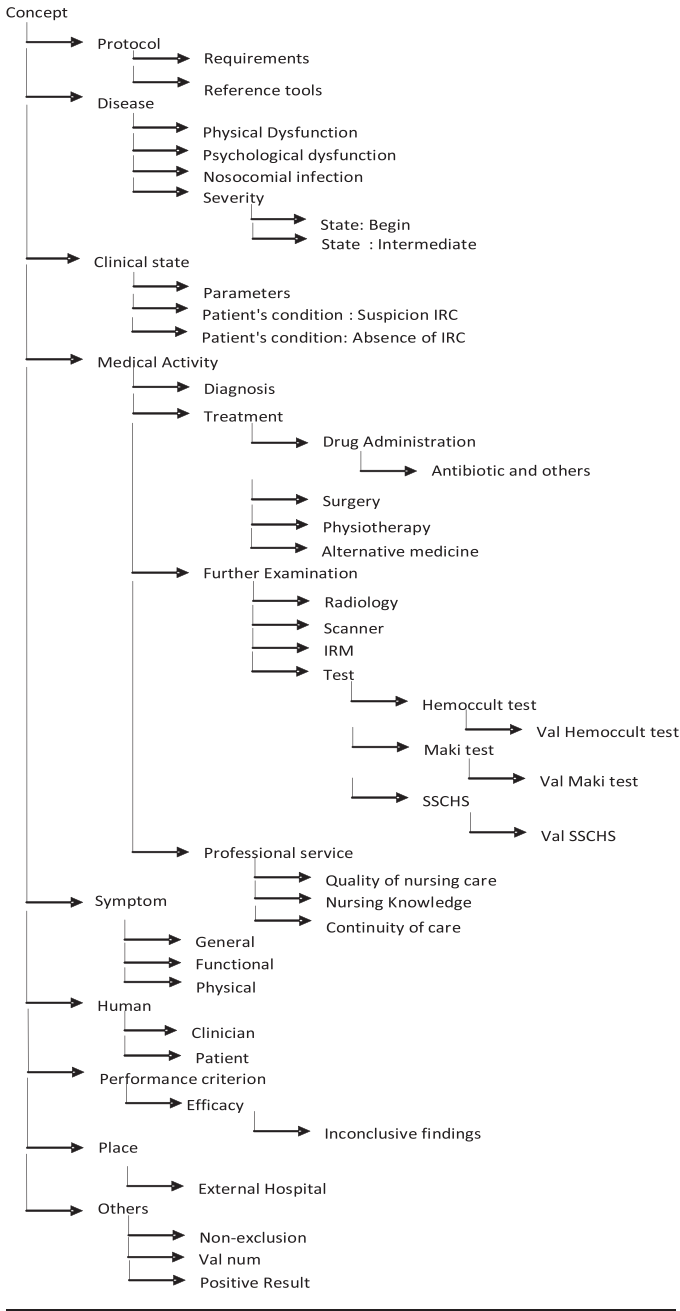 Concept
Protocol
Requirements
Reference tools
Disease
Physical Dysfunction
Psychological dysfunction
Nosocomial infection
Severity
State: Begin
State : Intermediate
Clinical state
Parameters
Patient's condition : Suspicion IRC
Patient's condition: Absence of IRC
Medical Activity
Diagnosis
Treatment
Drug Administration
Antibiotic and others
Surgery
Physiotherapy
Alternative medicine
Further Examination
Radiology
Scanner
IRM
Test
Hemoccult test
Val Hemoccult test
Maki test
Val Maki test
SSCHS
Val SSCHS
Professional service
Quality of nursing care
Nursing Knowledge
Continuity of care
Symptom
General
Functional
Physical
Human
Clinician
Patient
Performance criterion
Efficacy
Inconclusive findings
Place
External Hospital
Others
Non-exclusion
Val num
Positive Result